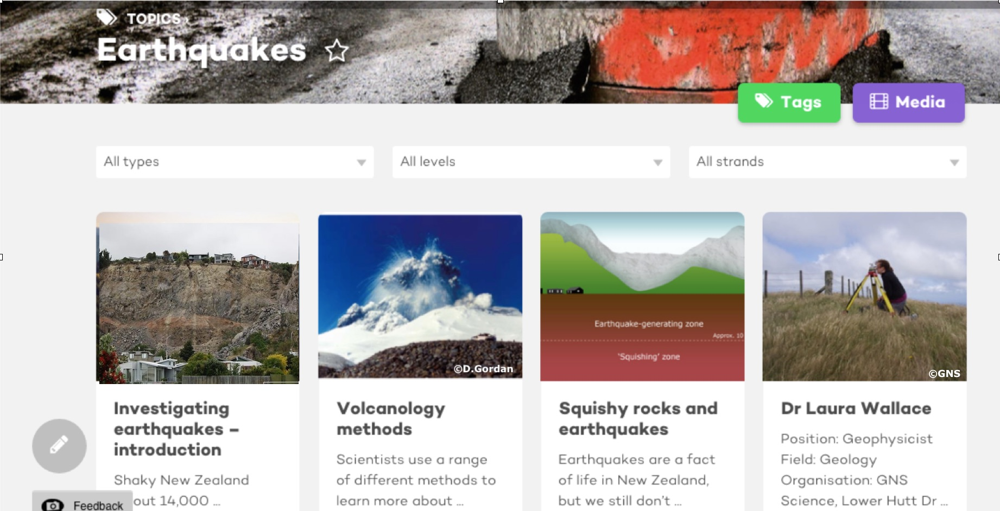 TOPICS ›
Earthquakes
Tags
Media
All types
All levels
All strands
©D.Gordon
Earthquake-generating zone
Approx. 10
'Squishing' zone
©GNS
Investigating
earthquakes –
introduction
Shaky New Zealand
out 14,000 ...
Volcanology
methods
Scientists use a range
of different methods to
learn more about ...
Squishy rocks and
earthquakes
Earthquakes are a fact
of life in New Zealand,
but we still don't ...
Dr Laura Wallace
Position: Geophysicist
Field: Geology
Organisation: GNS
Science, Lower Hutt Dr ...
Feedback